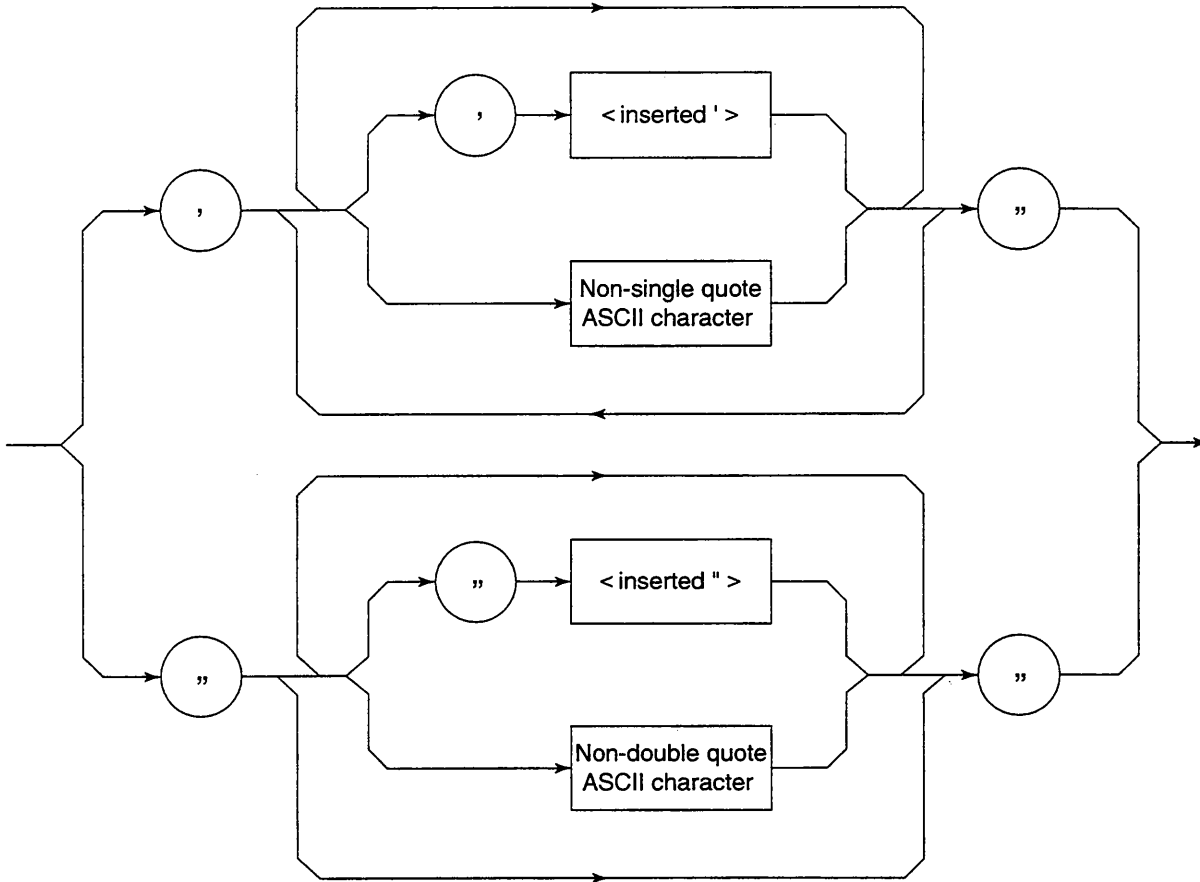 ’
< inserted ' >
’
”
Non-single quote
ASCII character
”
< inserted " >
”
”
Non-double quote
ASCII character